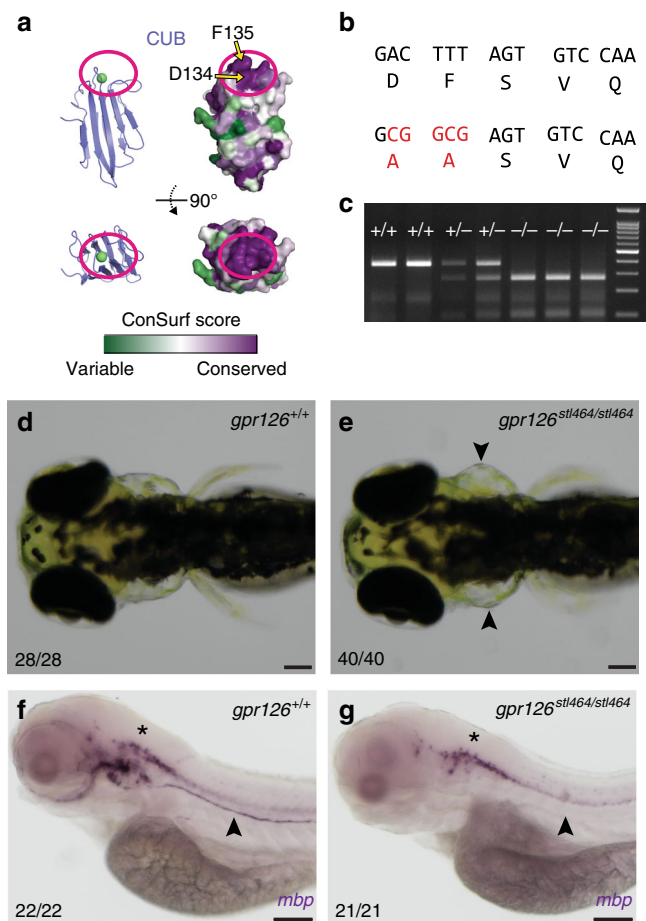 a
CUB
F135
D134
90°
ConSurf score
Variable Conserved
b
GAC TTT AGT GTC CAA
D F S V Q
GCG GCG AGT GTC CAA
A A S V Q
c
+/+ +/+ +/– +/– –/– –/– –/–
d
gpr126+/+
28/28
e
gpr126stl464/stl464
40/40
f
gpr126+/+
*
22/22
mbp
g
gpr126stl464/stl464
*
21/21
mbp